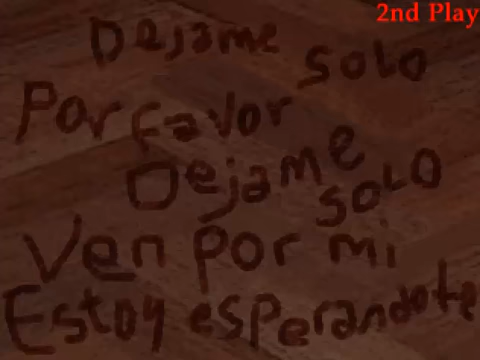 2nd Play
Dejame solo
Por favor
Dejame solo
Ven por mi
Estoy esperandote